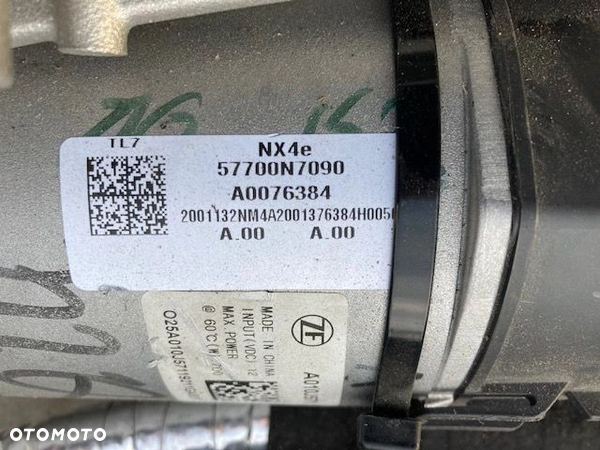 TL7
NX4e
57700N7090
A0076384
2001132NM4A2001376384H005
A.00 A.00
ZF
MADE IN CHINA
INPUT(VDC) 12
MAX. POWER
@ 60°C(W)
OTOMOTO